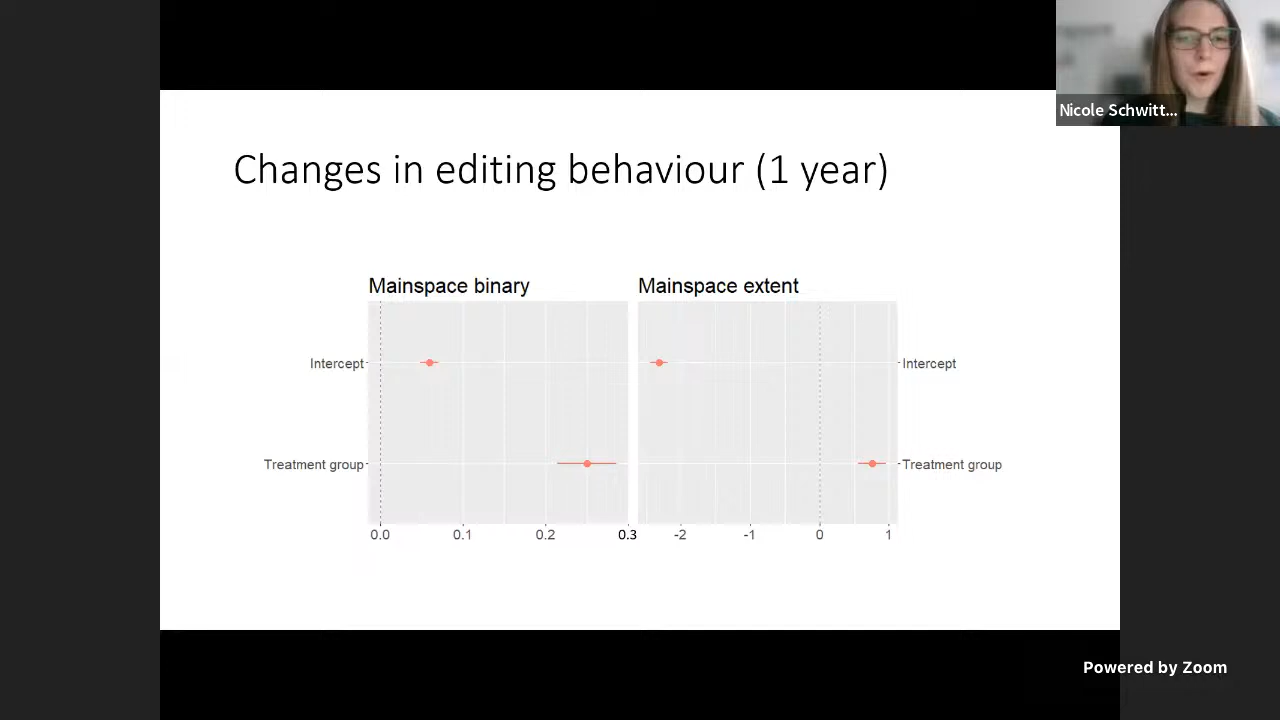 Nicole Schwitt...
Changes in editing behaviour (1 year)
Mainspace binary
Mainspace extent
Intercept
Intercept
Treatment group
Treatment group
0.0 0.1 0.2 0.3
-2 -1 0 1
Powered by Zoom